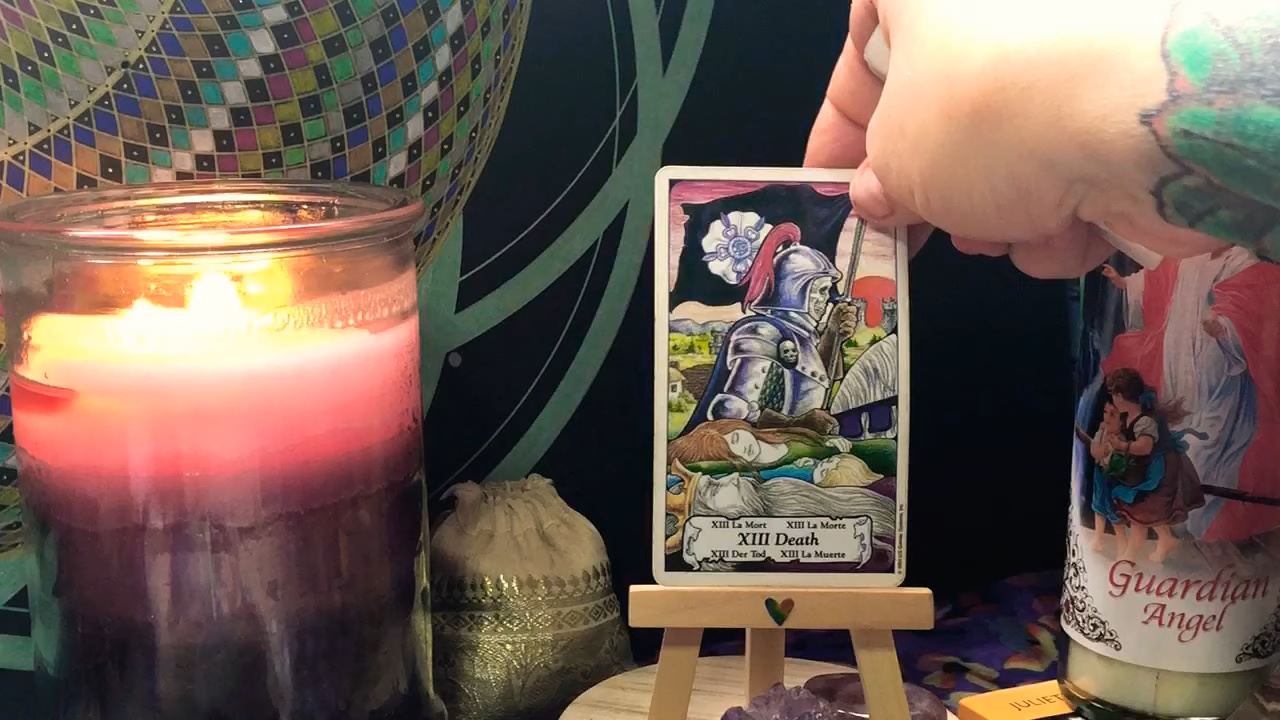 XIII La Mort XIII La Morte
XIII Death
XIII Der Tod XIII La Muerte
Guardian
Angel
JULIET